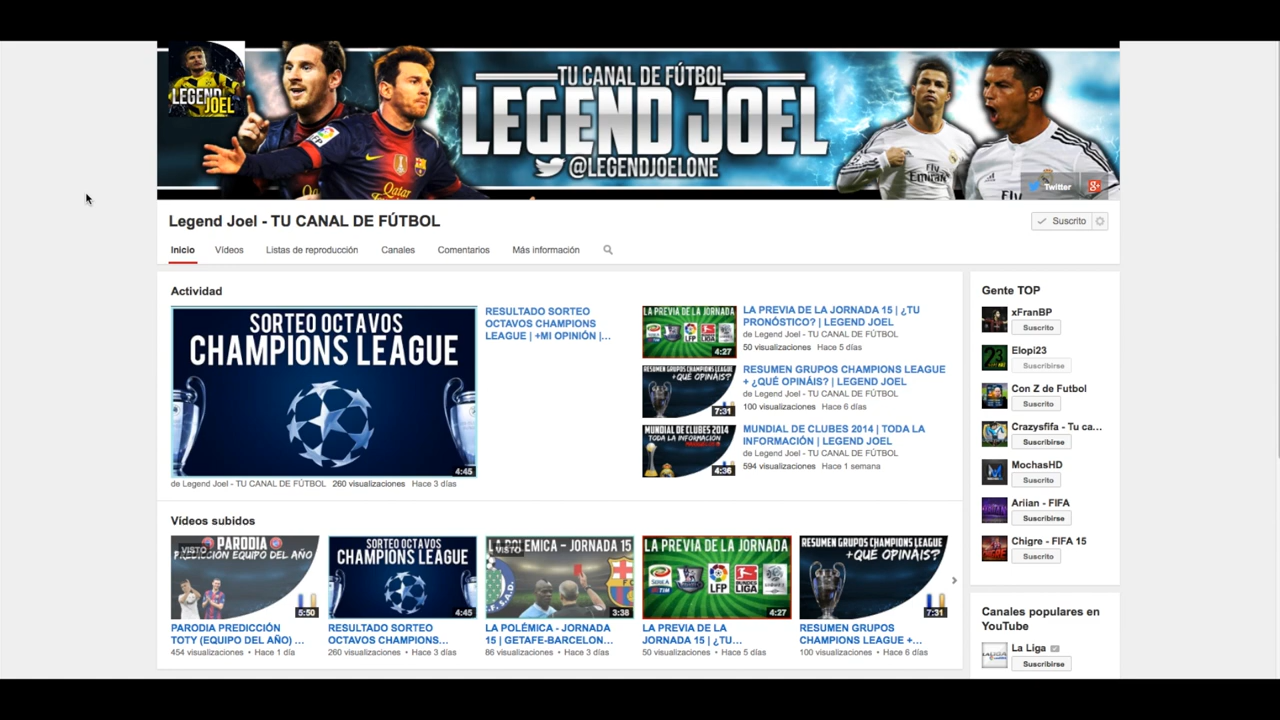 TU CANAL DE FÚTBOL
LEGEND JOEL
@LEGENDJOELONE
LEGEND
JOEL
LFP
Qatar
Fly
Emirates
Twitter
Legend Joel - TU CANAL DE FÚTBOL
Suscrito
Inicio
Vídeos
Listas de reproducción
Canales
Comentarios
Más información
Actividad
SORTEO OCTAVOS
CHAMPIONS LEAGUE
4:45
de Legend Joel - TU CANAL DE FÚTBOL 260 visualizaciones Hace 3 días
RESULTADO SORTEO
OCTAVOS CHAMPIONS
LEAGUE | +MI OPINIÓN |...
LA PREVIA DE LA JORNADA
4:27
LA PREVIA DE LA JORNADA 15 | ¿TU
PRONÓSTICO? | LEGEND JOEL
de Legend Joel - TU CANAL DE FÚTBOL
50 visualizaciones Hace 5 días
RESUMEN GRUPOS CHAMPIONS LEAGUE
+QUE OPINÁIS?
7:31
RESUMEN GRUPOS CHAMPIONS LEAGUE
+ ¿QUÉ OPINÁIS? | LEGEND JOEL
de Legend Joel - TU CANAL DE FÚTBOL
100 visualizaciones Hace 6 días
MUNDIAL DE CLUBES 2014
TODA LA INFORMACIÓN
4:36
MUNDIAL DE CLUBES 2014 | TODA LA
INFORMACIÓN | LEGEND JOEL
de Legend Joel - TU CANAL DE FÚTBOL
594 visualizaciones Hace 1 semana
Vídeos subidos
VISTO
PARODIA
PREDICCIÓN EQUIPO DEL AÑO
5:50
PARODIA PREDICCIÓN
TOTY (EQUIPO DEL AÑO) ...
454 visualizaciones • Hace 1 día
SORTEO OCTAVOS
CHAMPIONS LEAGUE
4:45
RESULTADO SORTEO
OCTAVOS CHAMPIONS...
260 visualizaciones • Hace 3 días
VISTO
LA POLEMICA - JORNADA 15
3:38
LA POLÉMICA - JORNADA
15 | GETAFE-BARCELON...
86 visualizaciones • Hace 3 días
LA PREVIA DE LA JORNADA
SERIE A
TIM
LFP
BUNDES
LIGA
4:27
LA PREVIA DE LA
JORNADA 15 | ¿TU...
50 visualizaciones • Hace 5 días
RESUMEN GRUPOS CHAMPIONS LEAGUE
+QUE OPINÁIS?
7:31
RESUMEN GRUPOS
CHAMPIONS LEAGUE +...
100 visualizaciones • Hace 6 días
Gente TOP
xFranBP
Suscrito
Elopi23
Suscribirse
Con Z de Futbol
Suscrito
Crazysfifa - Tu ca...
Suscribirse
MochasHD
Suscrito
Ariian - FIFA
Suscribirse
Chigre - FIFA 15
Suscrito
Canales populares en
YouTube
La Liga
Suscribirse